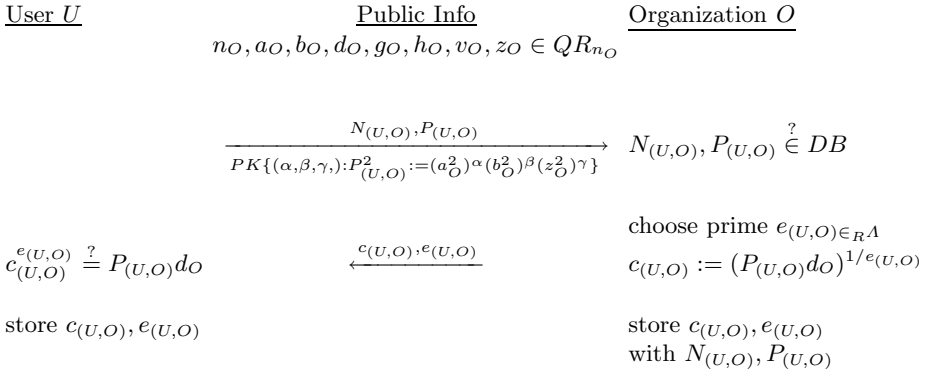 User U Public Info Organization O
n_O, a_O, b_O, d_O, g_O, h_O, v_O, z_O ∈ QR_{n_O}
N_{(U,O)}, P_{(U,O)}
N_{(U,O)}, P_{(U,O)} ∈^? DB
PK{(α,β,γ,):P^2_{(U,O)}:=(a^2_O)^α(b^2_O)^β(z^2_O)^γ}
choose prime e_{(U,O)∈_R Λ}
c^{e_{(U,O)}}_{(U,O)} =^? P_{(U,O)}d_O
c_{(U,O)}, e_{(U,O)}
c_{(U,O)} := (P_{(U,O)}d_O)^{1/e_{(U,O)}}
store c_{(U,O)}, e_{(U,O)} store c_{(U,O)}, e_{(U,O)}
with N_{(U,O)}, P_{(U,O)}